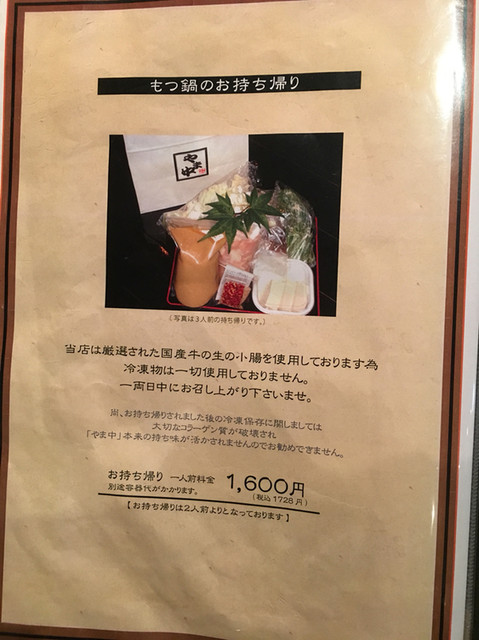 もつ鍋のお持ち帰り
やま中
(写真は3人前の持ち帰りです。)
当店は厳選された国産牛の生の小腸を使用しております為
冷凍物は一切使用しておりません。
一両日中にお召し上がり下さいませ。
尚、お持ち帰りされました後の冷凍保存に関しましては
大切なコラーゲン質が破壊され
「やま中」本来の持ち味が活かされませんのでお勧めできません。
お持ち帰り 一人前料金 1,600円
別途容器代がかかります。 (税込1728円)
【お持ち帰りは2人前よりとなっております】